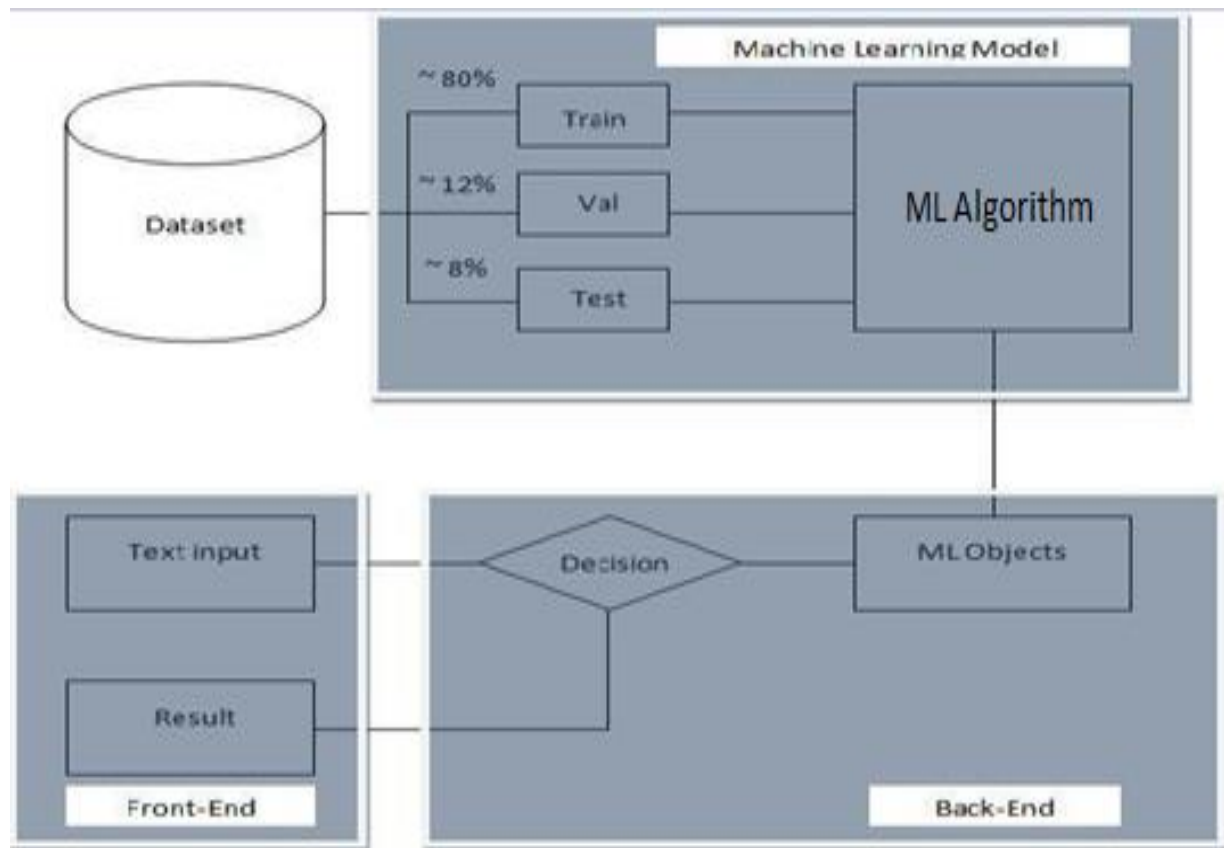 Machine Learning Model
~80%
Train
~12%
Val
~8%
Test
ML Algorithm
Dataset
Text input
Decision
ML Objects
Result
Front-End
Back-End